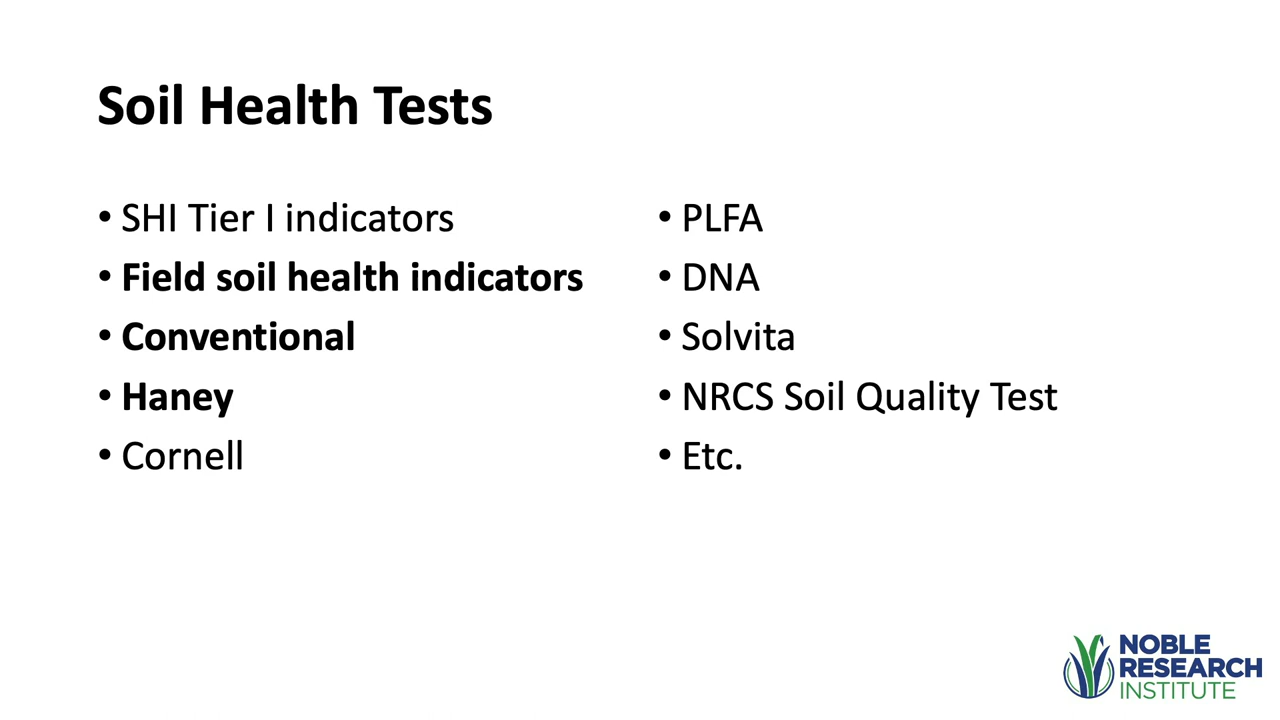 Soil Health Tests
• SHI Tier I indicators
• Field soil health indicators
• Conventional
• Haney
• Cornell
• PLFA
• DNA
• Solvita
• NRCS Soil Quality Test
• Etc.
NOBLE
RESEARCH
INSTITUTE